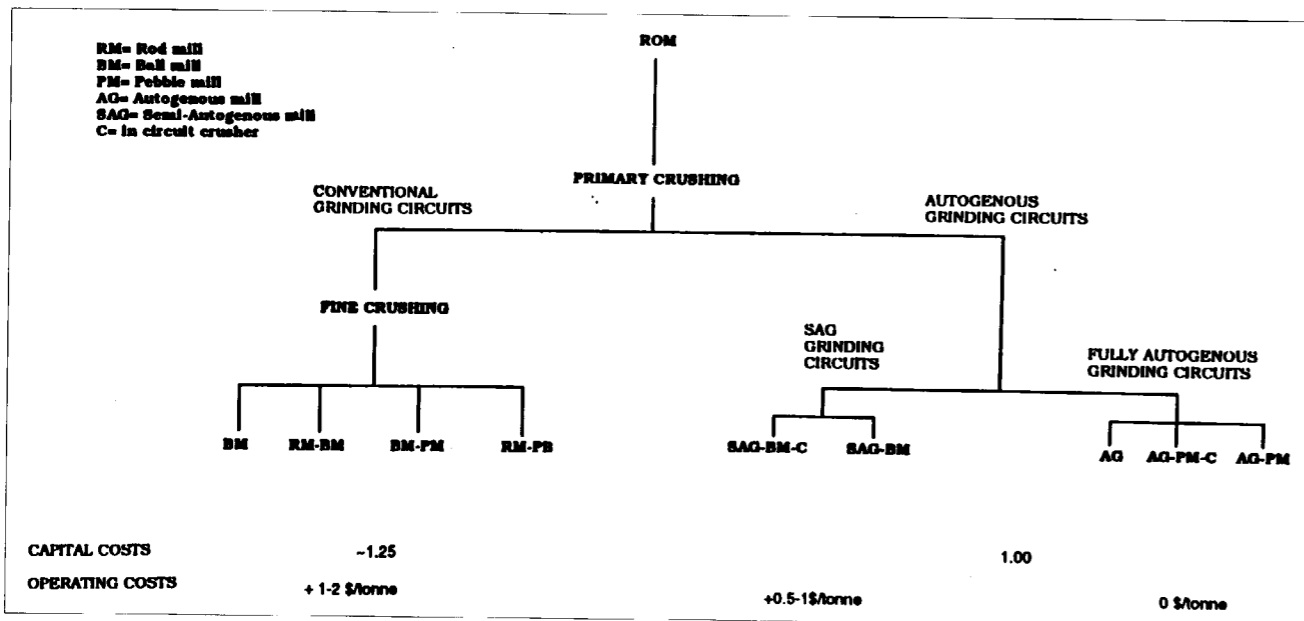 RM= Rod mill
BM= Ball mill
PM= Pebble mill
AG= Autogenous mill
SAG= Semi-Autogenous mill
C= in circuit crusher
ROM
PRIMARY CRUSHING
CONVENTIONAL
GRINDING CIRCUITS
AUTOGENOUS
GRINDING CIRCUITS
FINE CRUSHING
SAG
GRINDING
CIRCUITS
FULLY AUTOGENOUS
GRINDING CIRCUITS
BM RM-BM BM-PM RM-PB
SAG-BM-C SAG-BM
AG AG-PM-C AG-PM
CAPITAL COSTS ~1.25 1.00
OPERATING COSTS + 1-2 $/tonne +0.5-1$/tonne 0 $/tonne